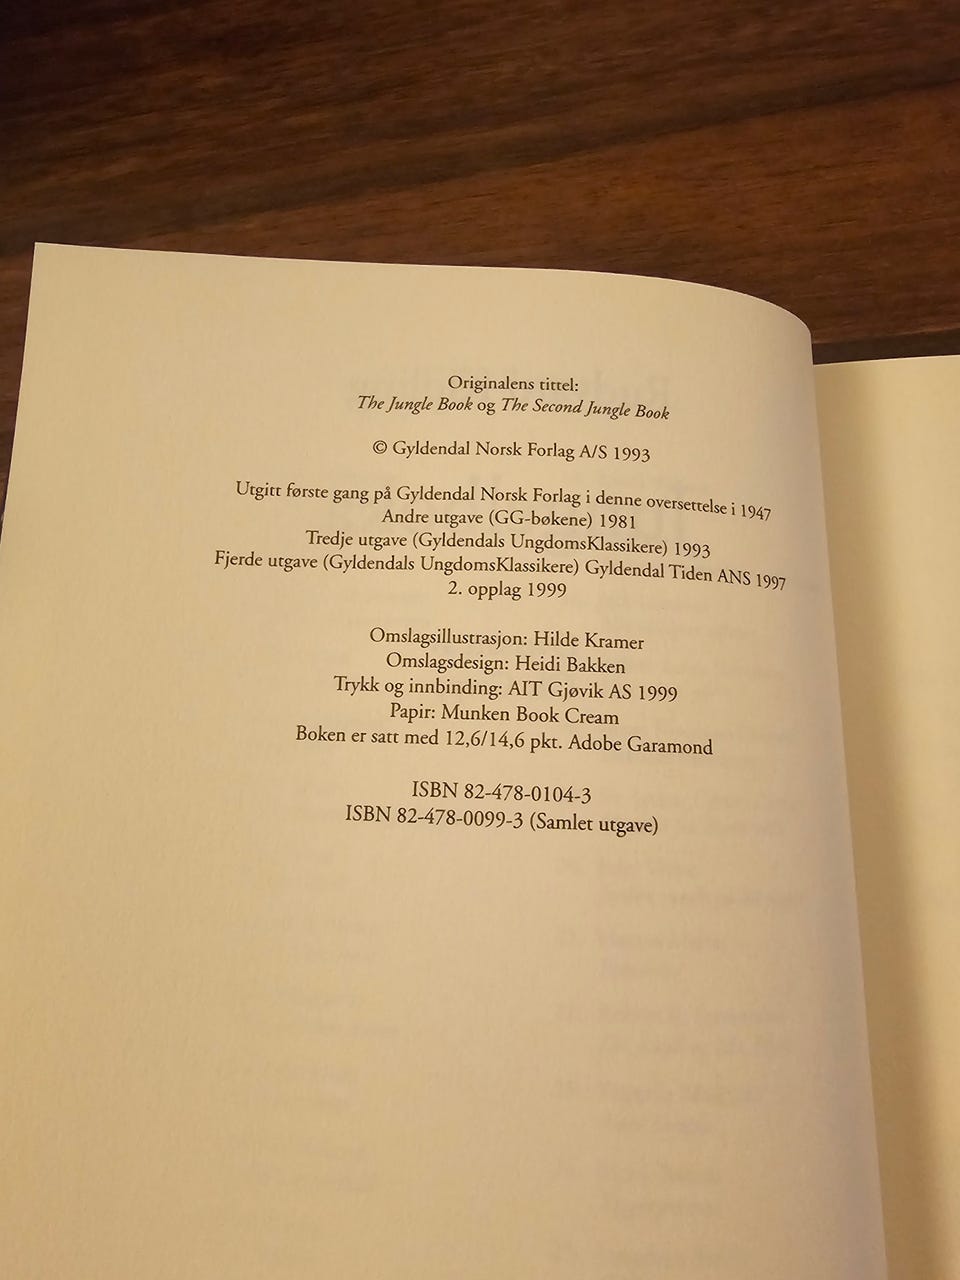 Originalens tittel:
The Jungle Book og The Second Jungle Book
© Gyldendal Norsk Forlag A/S 1993
Utgitt første gang på Gyldendal Norsk Forlag i denne oversettelse i 1947
Andre utgave (GG-bøkene) 1981
Tredje utgave (Gyldendals UngdomsKlassikere) 1993
Fjerde utgave (Gyldendals UngdomsKlassikere) Gyldendal Tiden ANS 1997
2. opplag 1999
Omslagsillustrasjon: Hilde Kramer
Omslagsdesign: Heidi Bakken
Trykk og innbinding: AIT Gjøvik AS 1999
Papir: Munken Book Cream
Boken er satt med 12,6/14,6 pkt. Adobe Garamond
ISBN 82-478-0104-3
ISBN 82-478-0099-3 (Samlet utgave)